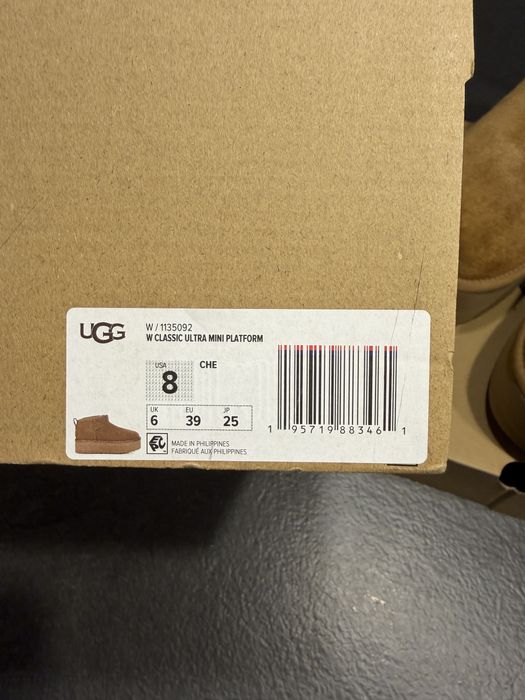 UGG
W / 1135092
W CLASSIC ULTRA MINI PLATFORM
USA
8
CHE
UK EU JP
6 39 25
MADE IN PHILIPPINES
FABRIQUÉ AUX PHILIPPINES
1 95719 88346 1